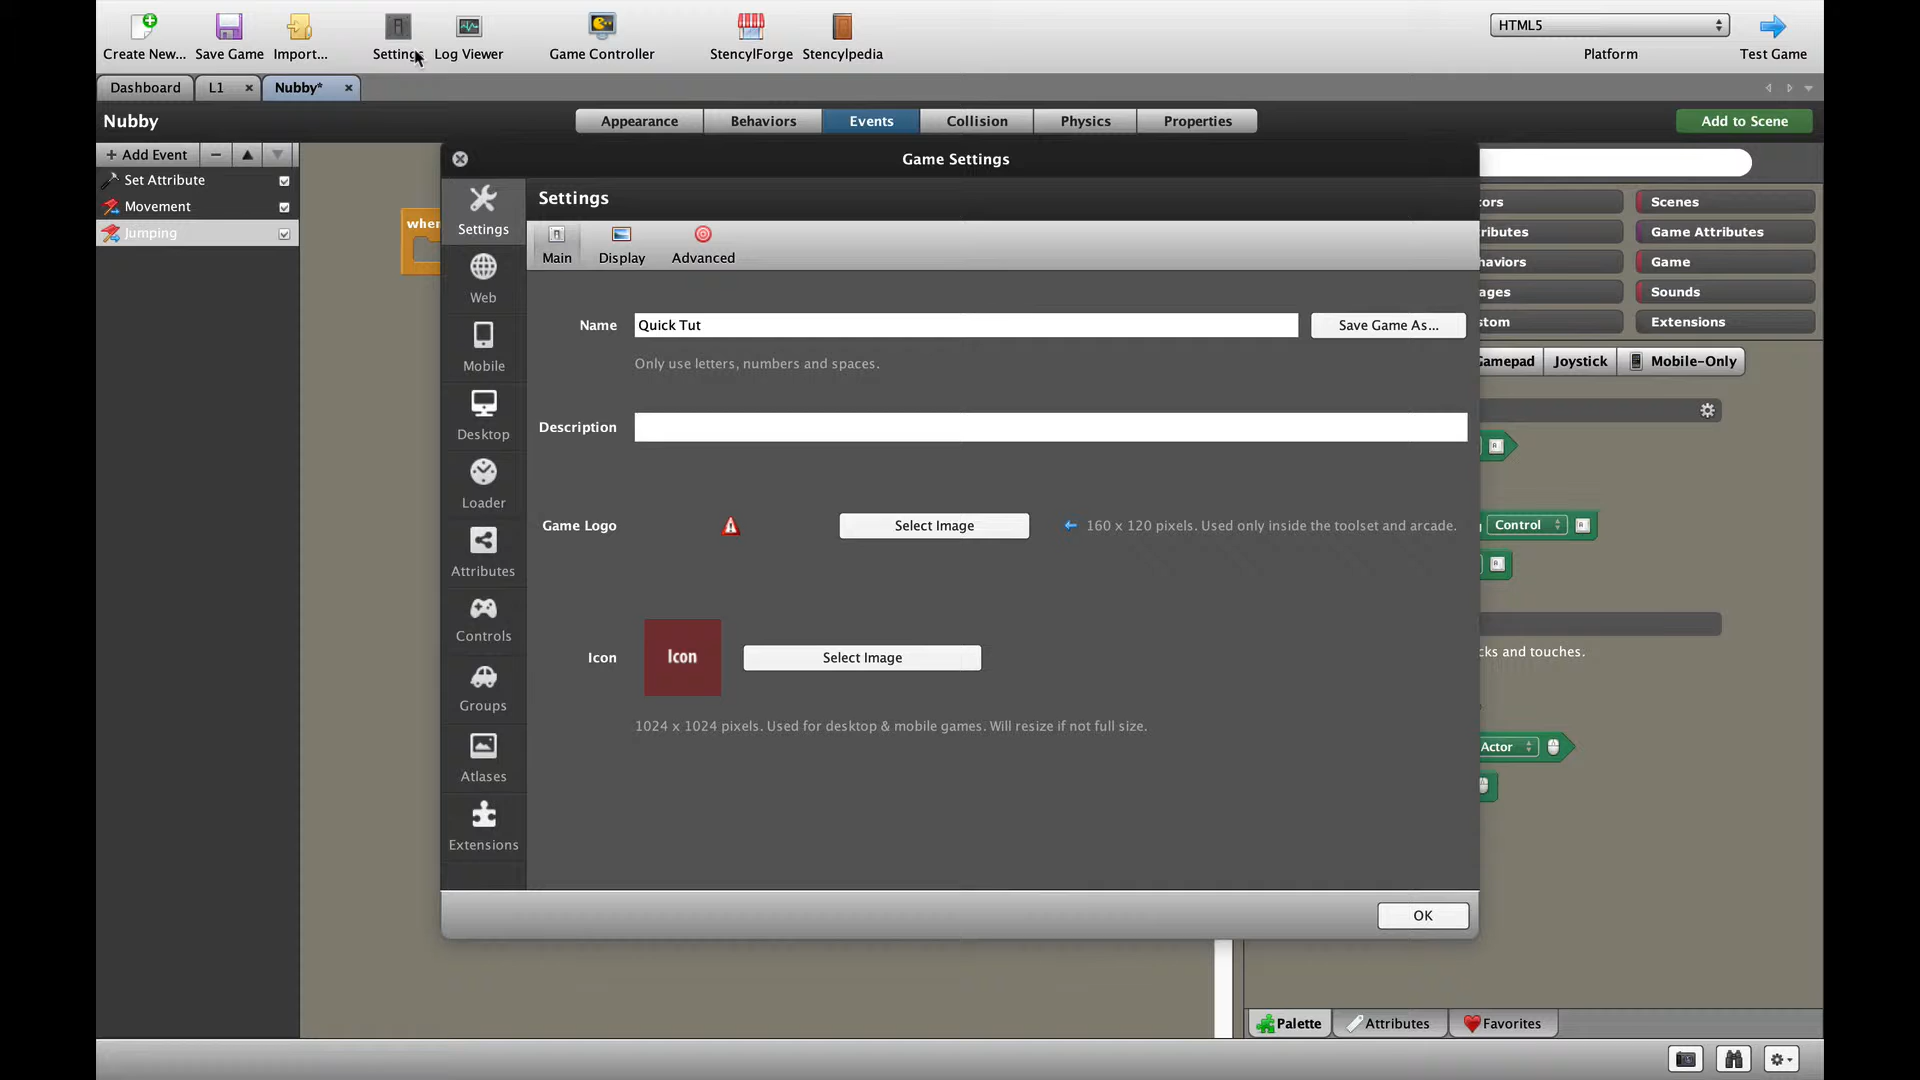 Create New... Save Game Import... Settings Log Viewer Game Controller StencylForge Stencylpedia HTML5 Platform Test Game
Dashboard L1 Nubby*
Nubby Appearance Behaviors Events Collision Physics Properties Add to Scene
+ Add Event
Set Attribute
Movement
Jumping
when
Game Settings
Settings
Web
Mobile
Desktop
Loader
Attributes
Controls
Groups
Atlases
Extensions
Settings
Main Display Advanced
Name Quick Tut Save Game As...
Only use letters, numbers and spaces.
Description
Game Logo Select Image 160 x 120 pixels. Used only inside the toolset and arcade.
Icon Icon Select Image
1024 x 1024 pixels. Used for desktop & mobile games. Will resize if not full size.
OK
Scenes
Game Attributes
Game
Sounds
Extensions
Gamepad Joystick Mobile-Only
Control
and touches.
Actor
Palette Attributes Favorites